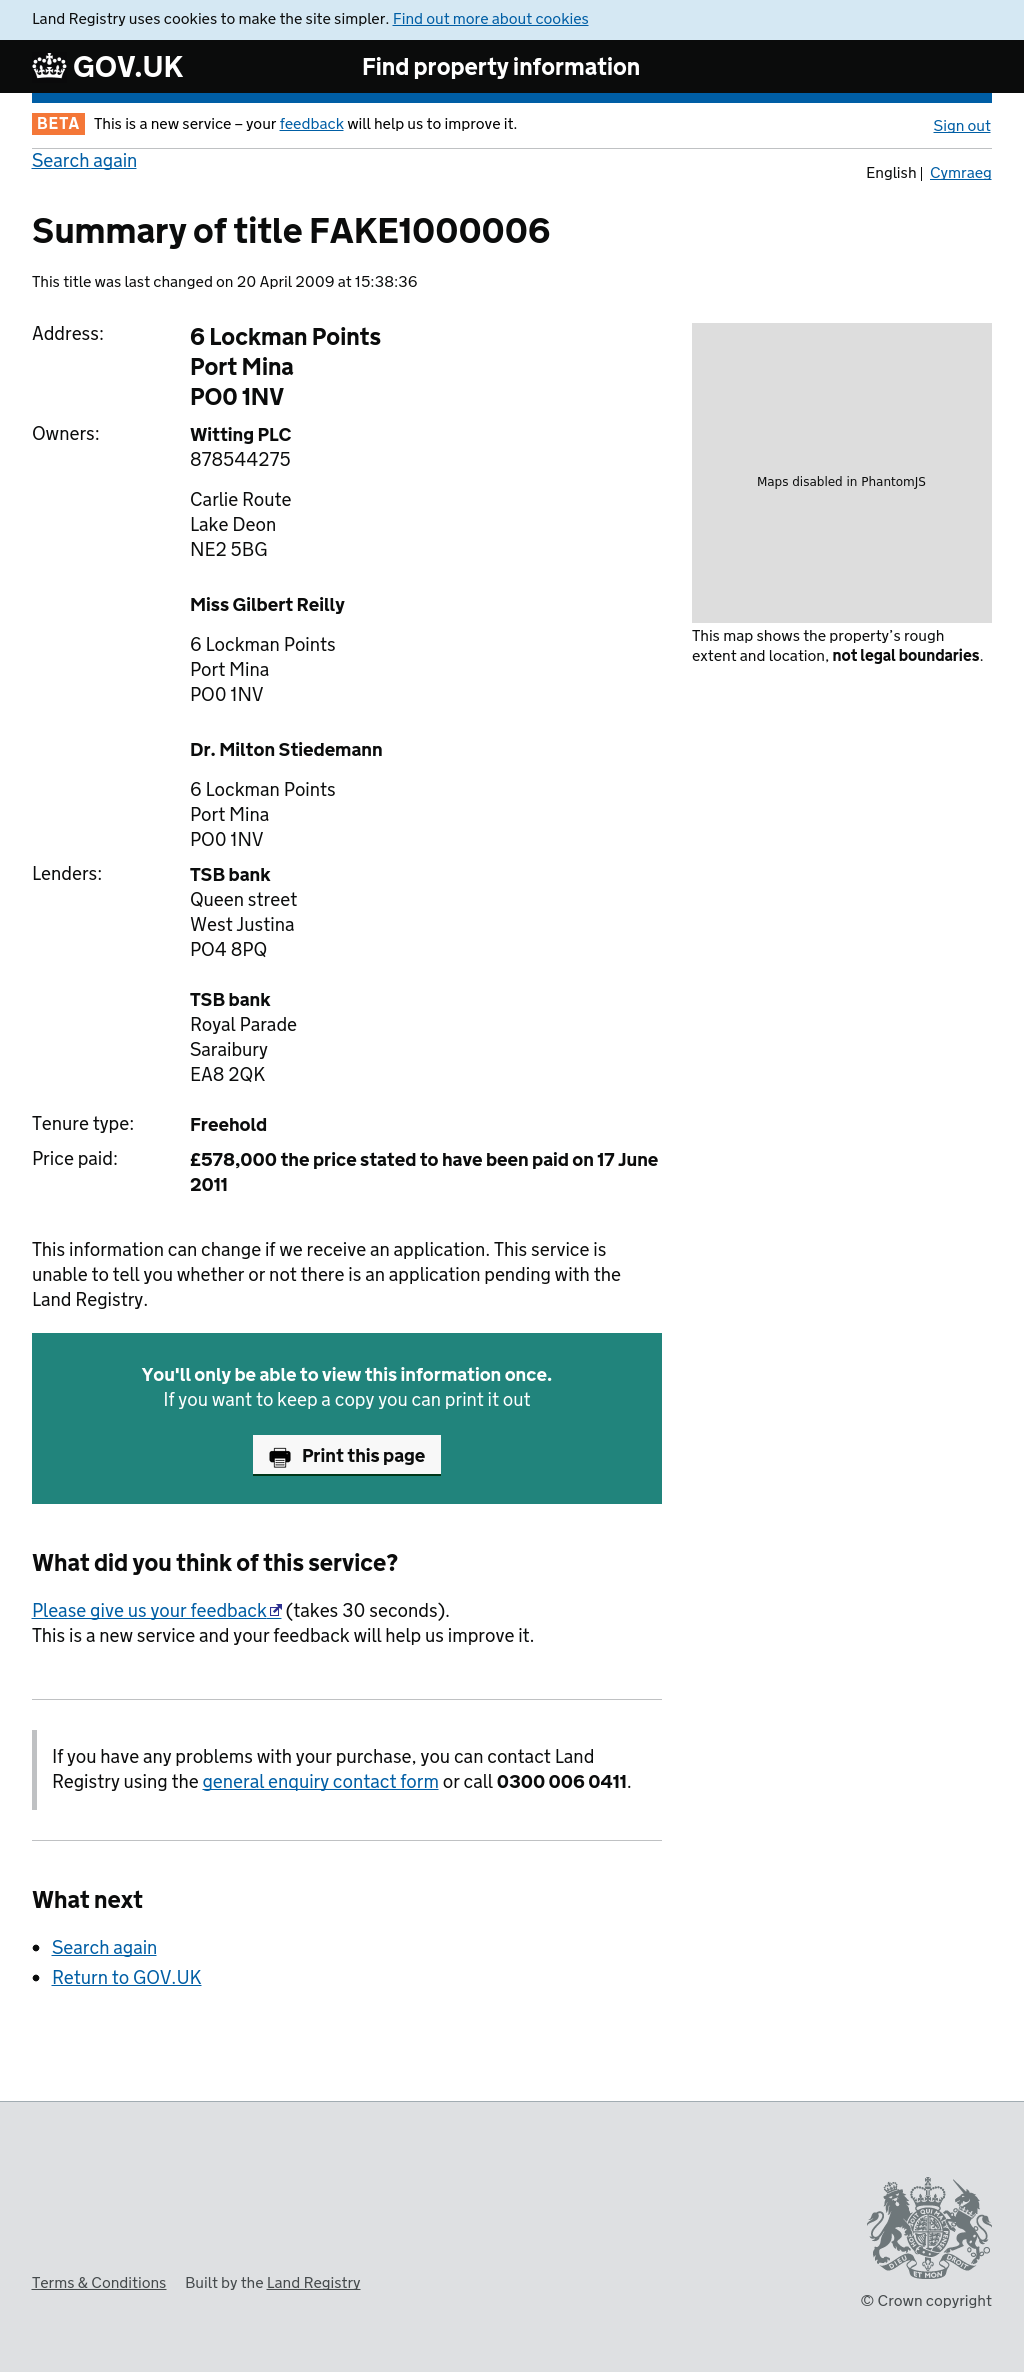 Land Registry uses cookies to make the site simpler. Find out more about cookies
GOV.UK
Find property information
BETA This is a new service – your feedback will help us to improve it.
Sign out
Search again
English | Cymraeg
Summary of title FAKE1000006
This title was last changed on 20 April 2009 at 15:38:36
Address:
6 Lockman Points
Port Mina
PO0 1NV
Owners:
Witting PLC
878544275
Carlie Route
Lake Deon
NE2 5BG
Miss Gilbert Reilly
6 Lockman Points
Port Mina
PO0 1NV
Dr. Milton Stiedemann
6 Lockman Points
Port Mina
PO0 1NV
Lenders:
TSB bank
Queen street
West Justina
PO4 8PQ
TSB bank
Royal Parade
Saraibury
EA8 2QK
Tenure type:
Freehold
Price paid:
£578,000 the price stated to have been paid on 17 June
2011
Maps disabled in PhantomJS
This map shows the property's rough
extent and location, not legal boundaries.
This information can change if we receive an application. This service is
unable to tell you whether or not there is an application pending with the
Land Registry.
You'll only be able to view this information once.
If you want to keep a copy you can print it out
Print this page
What did you think of this service?
Please give us your feedback (takes 30 seconds).
This is a new service and your feedback will help us improve it.
If you have any problems with your purchase, you can contact Land
Registry using the general enquiry contact form or call 0300 006 0411.
What next
Search again
Return to GOV.UK
Terms & Conditions
Built by the Land Registry
DIEU ET MON DROIT
© Crown copyright